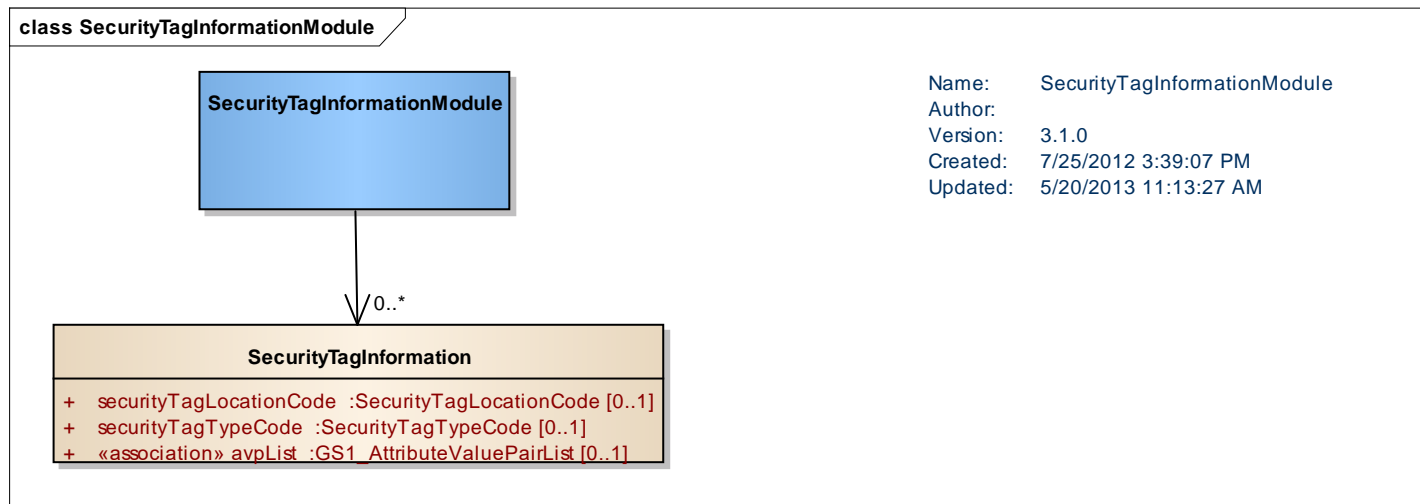 class SecurityTagInformationModule
SecurityTagInformationModule
Name: SecurityTagInformationModule
Author:
Version: 3.1.0
Created: 7/25/2012 3:39:07 PM
Updated: 5/20/2013 11:13:27 AM
0..*
SecurityTagInformation
+ securityTagLocationCode :SecurityTagLocationCode [0..1]
+ securityTagTypeCode :SecurityTagTypeCode [0..1]
+ «association» avpList :GS1_AttributeValuePairList [0..1]